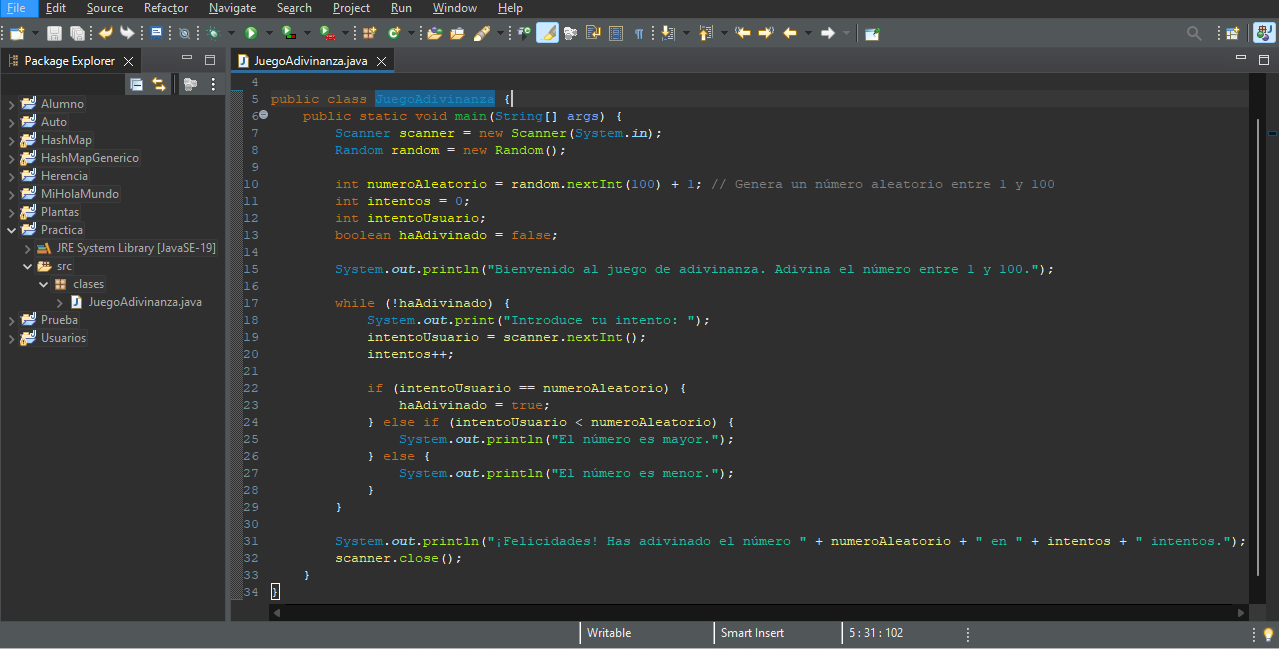 File Edit Source Refactor Navigate Search Project Run Window Help
Package Explorer
JuegoAdivinanza.java
Alumno
Auto
HashMap
HashMapGenerico
Herencia
MiHolaMundo
Plantas
Practica
JRE System Library [JavaSE-19]
src
clases
JuegoAdivinanza.java
Prueba
Usuarios
4
5 public class JuegoAdivinanza {
6 public static void main(String[] args) {
7 Scanner scanner = new Scanner(System.in);
8 Random random = new Random();
9
10 int numeroAleatorio = random.nextInt(100) + 1; // Genera un número aleatorio entre 1 y 100
11 int intentos = 0;
12 int intentoUsuario;
13 boolean haAdivinado = false;
14
15 System.out.println("Bienvenido al juego de adivinanza. Adivina el número entre 1 y 100.");
16
17 while (!haAdivinado) {
18 System.out.print("Introduce tu intento: ");
19 intentoUsuario = scanner.nextInt();
20 intentos++;
21
22 if (intentoUsuario == numeroAleatorio) {
23 haAdivinado = true;
24 } else if (intentoUsuario < numeroAleatorio) {
25 System.out.println("El número es mayor.");
26 } else {
27 System.out.println("El número es menor.");
28 }
29 }
30
31 System.out.println("¡Felicidades! Has adivinado el número " + numeroAleatorio + " en " + intentos + " intentos.");
32 scanner.close();
33 }
34 }
Writable Smart Insert 5 : 31 : 102